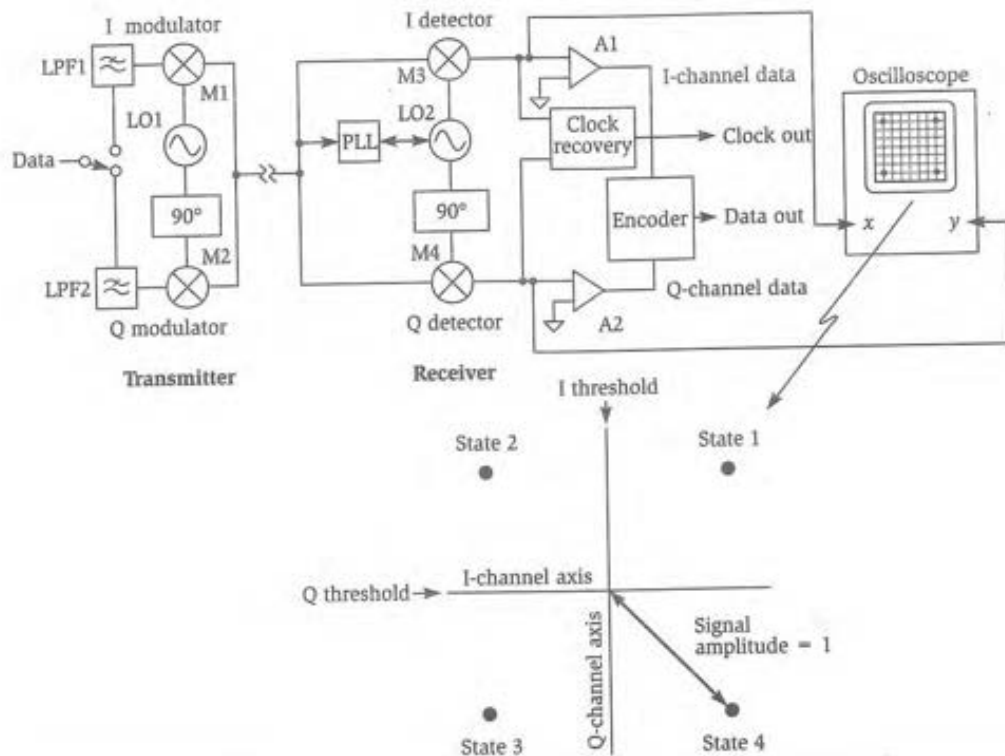 I modulator
I detector
LPF1
M1
M3
A1
I-channel data
Oscilloscope
LO1
LO2
PLL
Clock
recovery
Clock out
Data
90°
90°
Encoder
Data out
x
y
M2
M4
LPF2
Q-channel data
Q modulator
Q detector
A2
Transmitter
Receiver
I threshold
State 2
State 1
I-channel axis
Q threshold
Q-channel axis
Signal
amplitude = 1
State 3
State 4